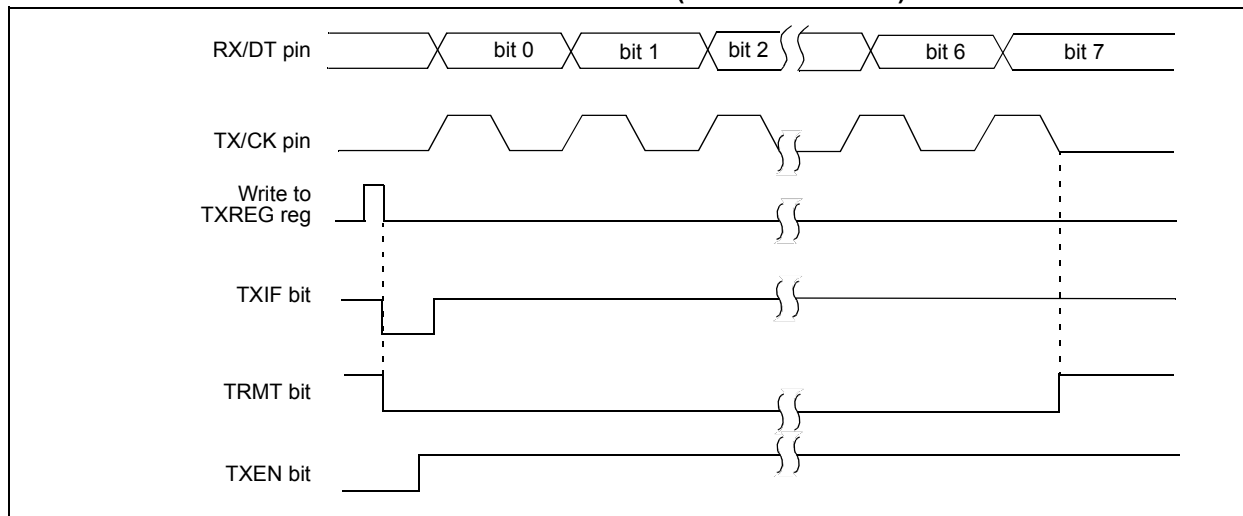 RX/DT pin
bit 0
bit 1
bit 2
bit 6
bit 7
TX/CK pin
Write to
TXREG reg
TXIF bit
TRMT bit
TXEN bit